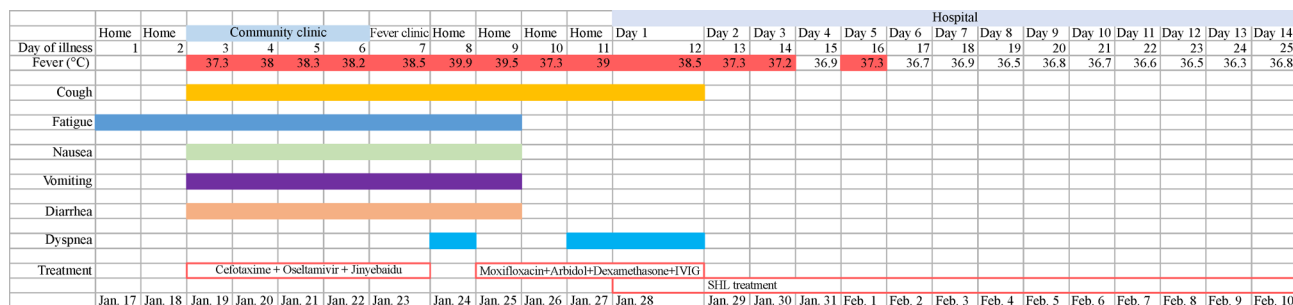 Hospital
Home Home Community clinic Fever clinic Home Home Home Home Day 1 Day 2 Day 3 Day 4 Day 5 Day 6 Day 7 Day 8 Day 9 Day 10 Day 11 Day 12 Day 13 Day 14
Day of illness 1 2 3 4 5 6 7 8 9 10 11 12 13 14 15 16 17 18 19 20 21 22 23 24 25
Fever (°C) 37.3 38 38.3 38.2 38.5 39.9 39.5 37.3 39 38.5 37.3 37.2 36.9 37.3 36.7 36.9 36.5 36.8 36.7 36.6 36.5 36.3 36.8
Cough
Fatigue
Nausea
Vomiting
Diarrhea
Dyspnea
Treatment Cefotaxime + Oseltamivir + Jinyebaidu Moxifloxacin+Arbidol+Dexamethasone+IVIG
SHL treatment
Jan. 17 Jan. 18 Jan. 19 Jan. 20 Jan. 21 Jan. 22 Jan. 23 Jan. 24 Jan. 25 Jan. 26 Jan. 27 Jan. 28 Jan. 29 Jan. 30 Jan. 31 Feb. 1 Feb. 2 Feb. 3 Feb. 4 Feb. 5 Feb. 6 Feb. 7 Feb. 8 Feb. 9 Feb. 10